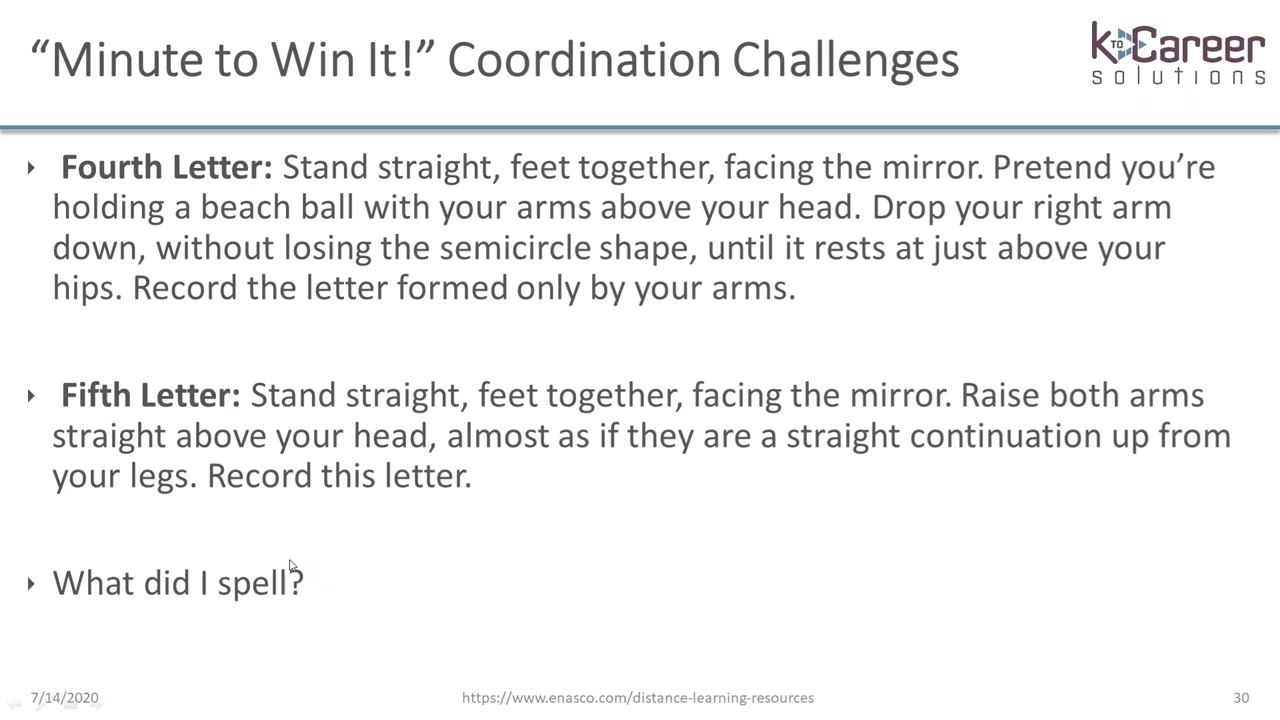 “Minute to Win It!” Coordination Challenges
K TO Career
solutions
‣ Fourth Letter: Stand straight, feet together, facing the mirror. Pretend you’re
holding a beach ball with your arms above your head. Drop your right arm
down, without losing the semicircle shape, until it rests at just above your
hips. Record the letter formed only by your arms.
‣ Fifth Letter: Stand straight, feet together, facing the mirror. Raise both arms
straight above your head, almost as if they are a straight continuation up from
your legs. Record this letter.
‣ What did I spell?
7/14/2020
https://www.enasco.com/distance-learning-resources
30